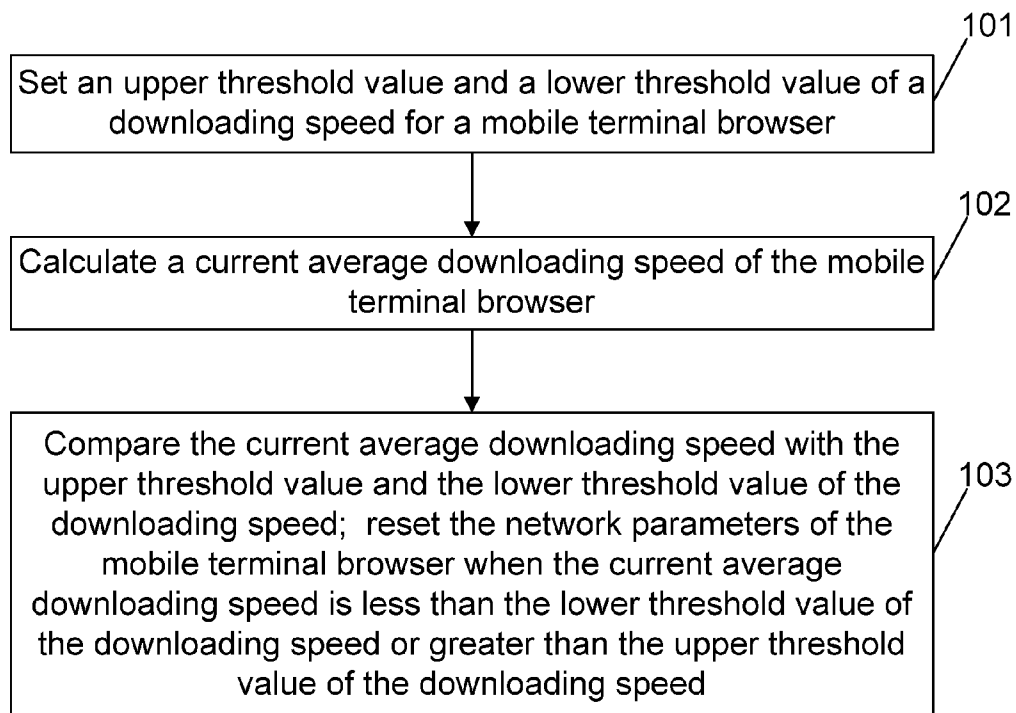 101
Set an upper threshold value and a lower threshold value of a
downloading speed for a mobile terminal browser
102
Calculate a current average downloading speed of the mobile
terminal browser
103
Compare the current average downloading speed with the
upper threshold value and the lower threshold value of the
downloading speed;  reset the network parameters of the
mobile terminal browser when the current average
downloading speed is less than the lower threshold value of
the downloading speed or greater than the upper threshold
value of the downloading speed